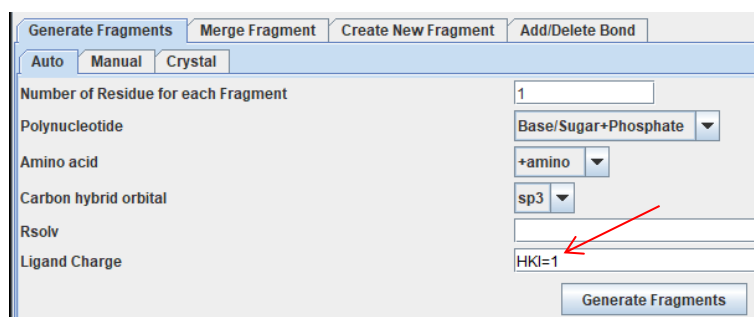 Generate Fragments Merge Fragment Create New Fragment Add/Delete Bond
Auto Manual Crystal
Number of Residue for each Fragment 1
Polynucleotide Base/Sugar+Phosphate
Amino acid +amino
Carbon hybrid orbital sp3
Rsolv
Ligand Charge HKI=1
Generate Fragments